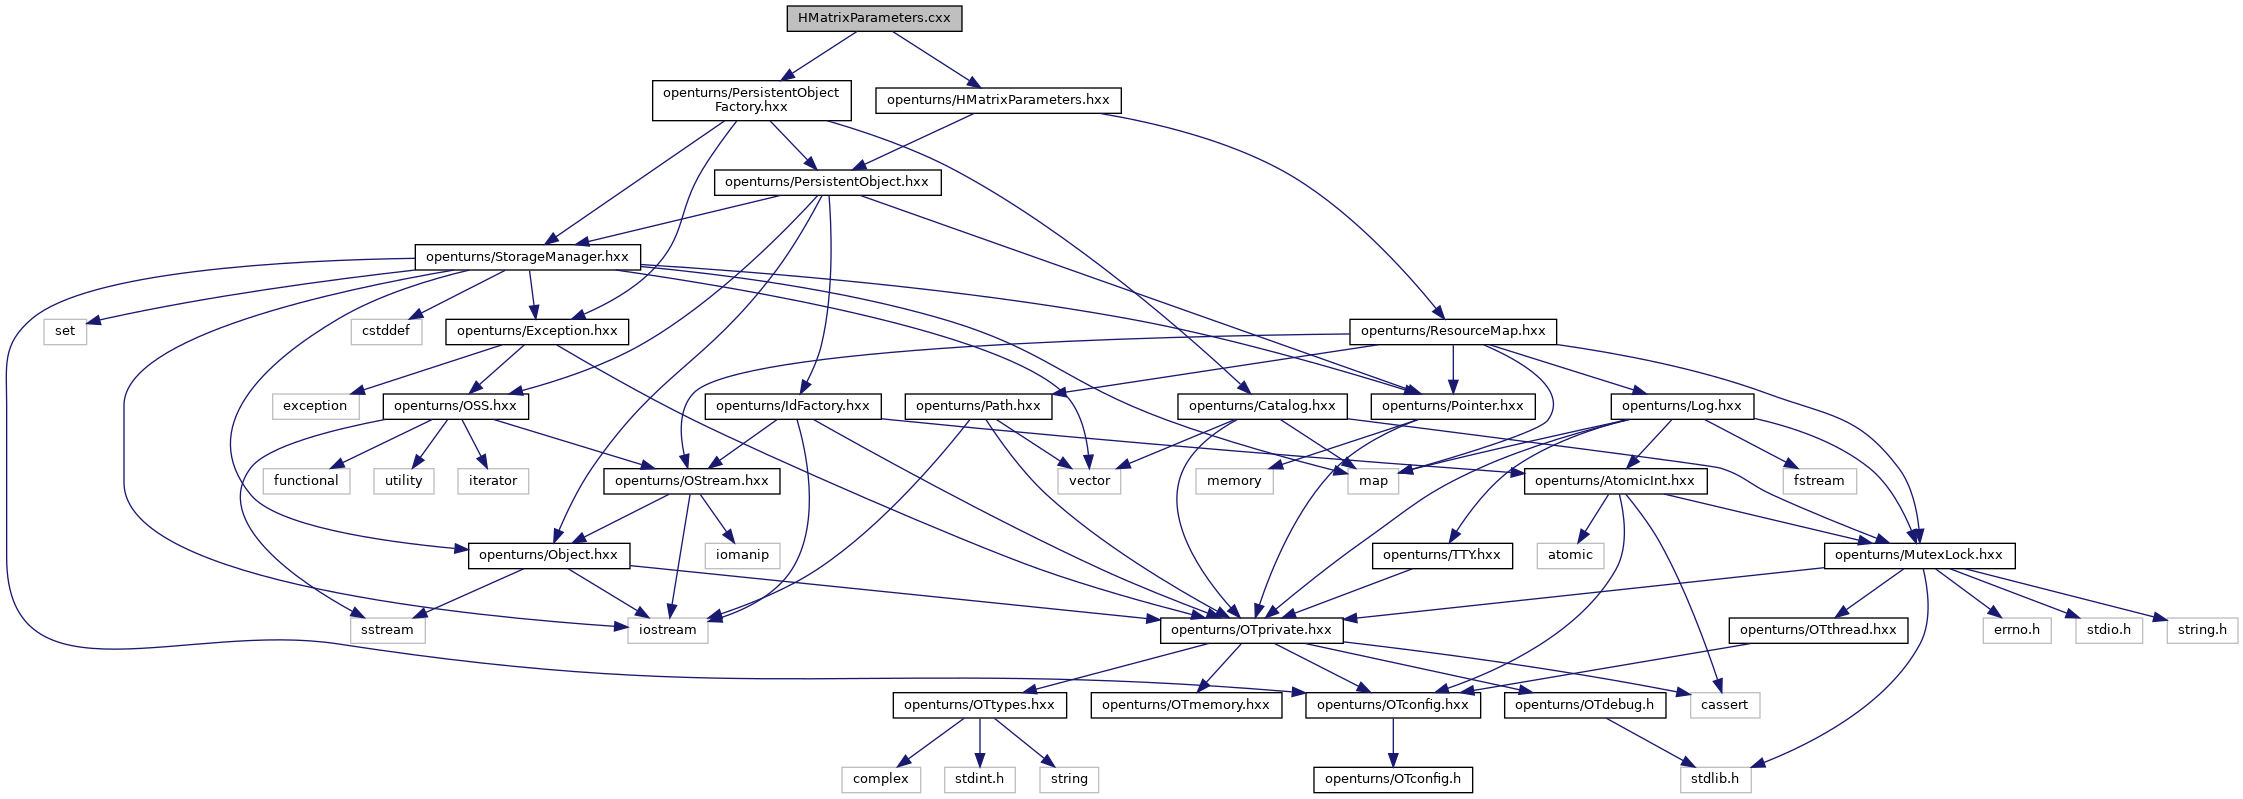 HMatrixParameters.cxx
openturns/PersistentObject
Factory.hxx
openturns/HMatrixParameters.hxx
openturns/PersistentObject.hxx
openturns/StorageManager.hxx
set
cstddef
openturns/Exception.hxx
openturns/ResourceMap.hxx
exception
openturns/OSS.hxx
openturns/IdFactory.hxx
openturns/Path.hxx
openturns/Catalog.hxx
openturns/Pointer.hxx
openturns/Log.hxx
functional
utility
iterator
openturns/OStream.hxx
vector
memory
map
openturns/AtomicInt.hxx
fstream
openturns/Object.hxx
iomanip
openturns/TTY.hxx
atomic
openturns/MutexLock.hxx
sstream
iostream
openturns/OTprivate.hxx
openturns/OTthread.hxx
errno.h
stdio.h
string.h
openturns/OTtypes.hxx
openturns/OTmemory.hxx
openturns/OTconfig.hxx
openturns/OTdebug.h
cassert
complex
stdint.h
string
openturns/OTconfig.h
stdlib.h